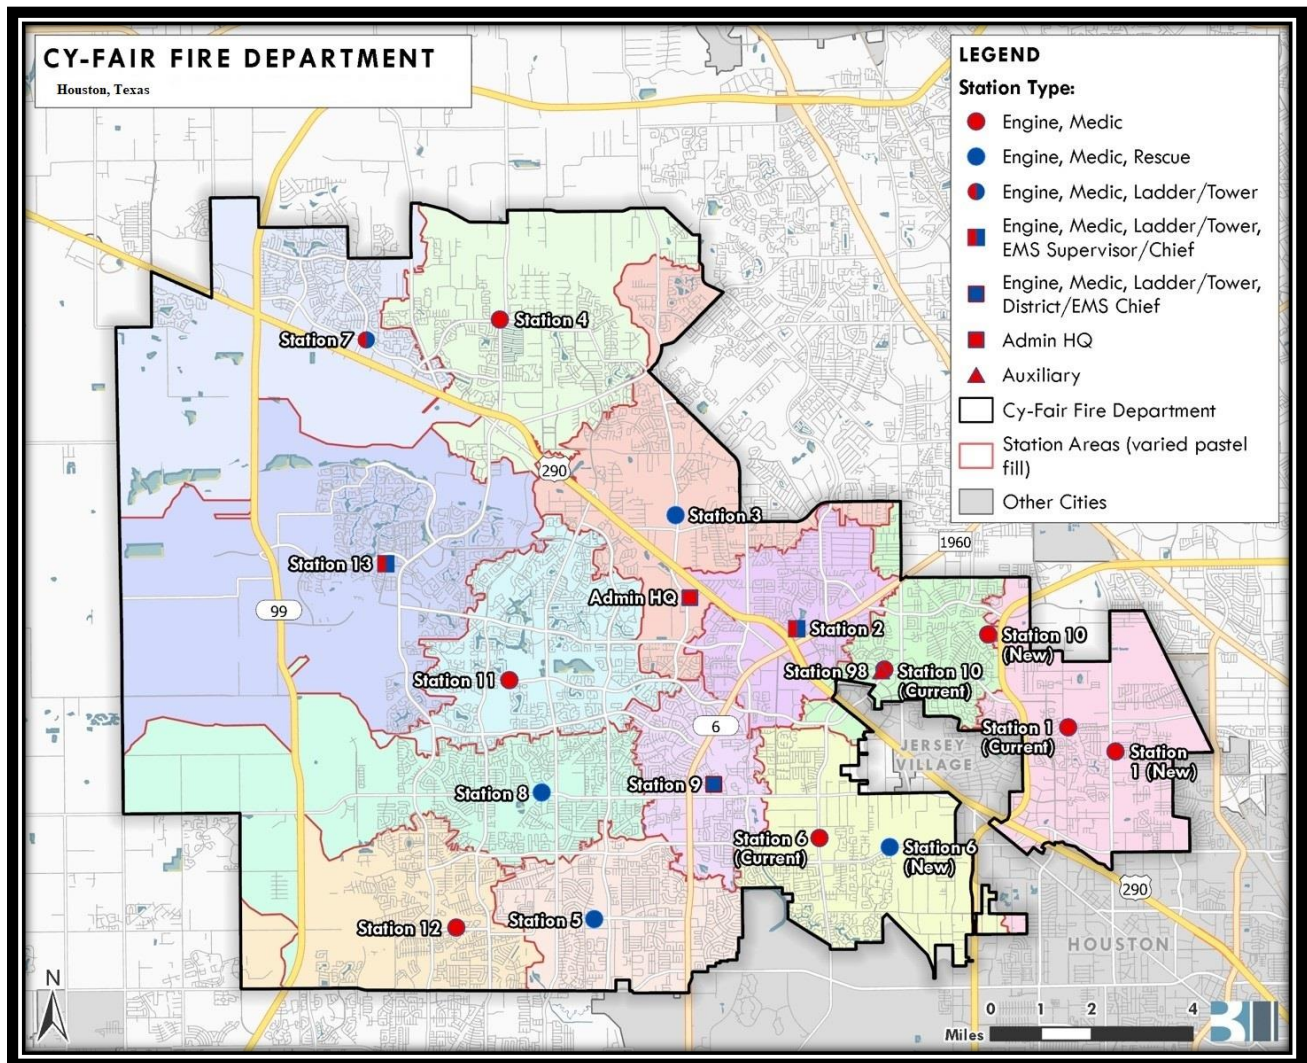 CY-FAIR FIRE DEPARTMENT
Houston, Texas
LEGEND
Station Type:
Engine, Medic
Engine, Medic, Rescue
Engine, Medic, Ladder/Tower
Engine, Medic, Ladder/Tower,
EMS Supervisor/Chief
Engine, Medic, Ladder/Tower,
District/EMS Chief
Admin HQ
Auxiliary
Cy-Fair Fire Department
Station Areas (varied pastel
fill)
Other Cities
Station 4
Station 7
290
Station 3
1960
Station 13
Admin HQ
99
Station 2
Station 10
(New)
Station 98
Station 10
(Current)
Station 11
6
Station 1
(Current)
JERSEY
VILLAGE
Station
1 (New)
Station 9
Station 8
Station 6
(Current)
Station 6
(New)
290
Station 5
Station 12
HOUSTON
N
0 1 2 4
Miles